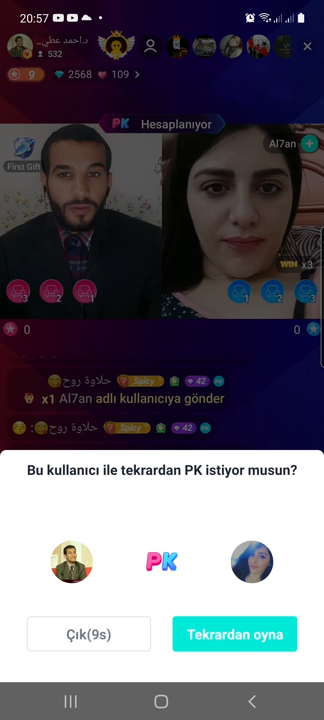 20:57
د.احمد عطي..
532
9
2568
109
PK Hesaplanıyor
First Gift
Al7an
WIN x3
3 2 1
1 2 3
0
0
حلاوة روح Spicy 42 PK
x1 Al7an adlı kullanıcıya gönder
حلاوة روح Spicy 42 PK
Bu kullanıcı ile tekrardan PK istiyor musun?
PK
Çık(9s)
Tekrardan oyna